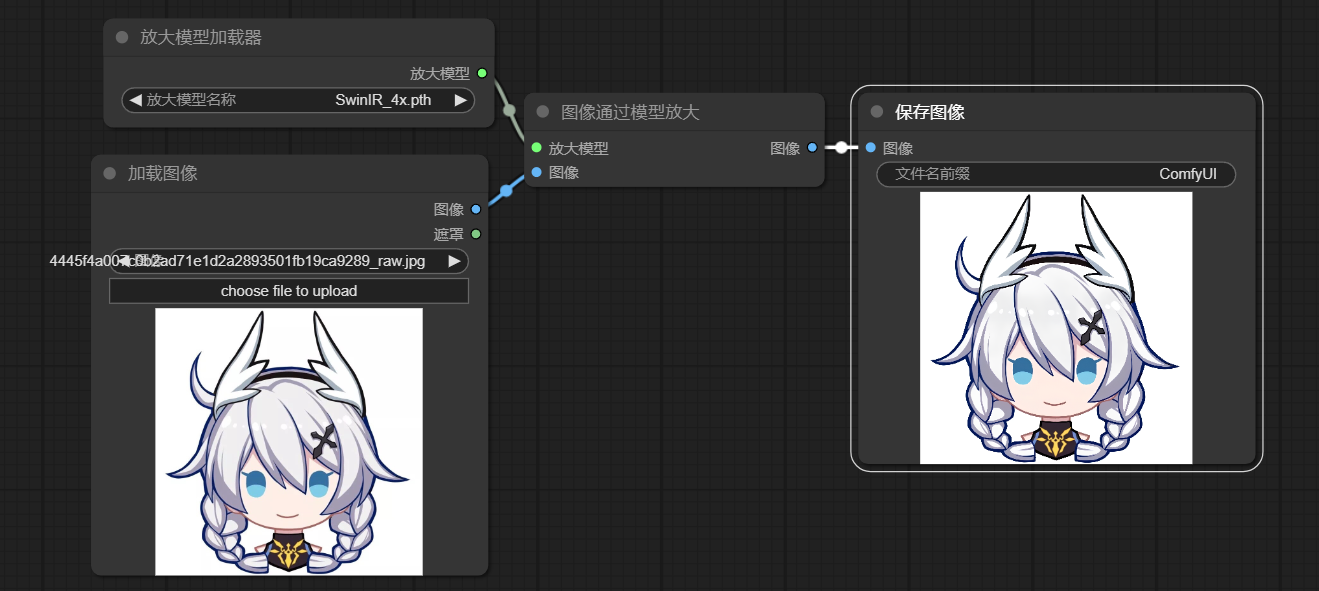 放大模型加载器
放大模型
放大模型名称 SwinIR_4x.pth
加载图像
图像
遮罩
9289_raw.jpg
choose file to upload
图像通过模型放大
放大模型 图像
图像
保存图像
图像
文件名前缀 ComfyUI